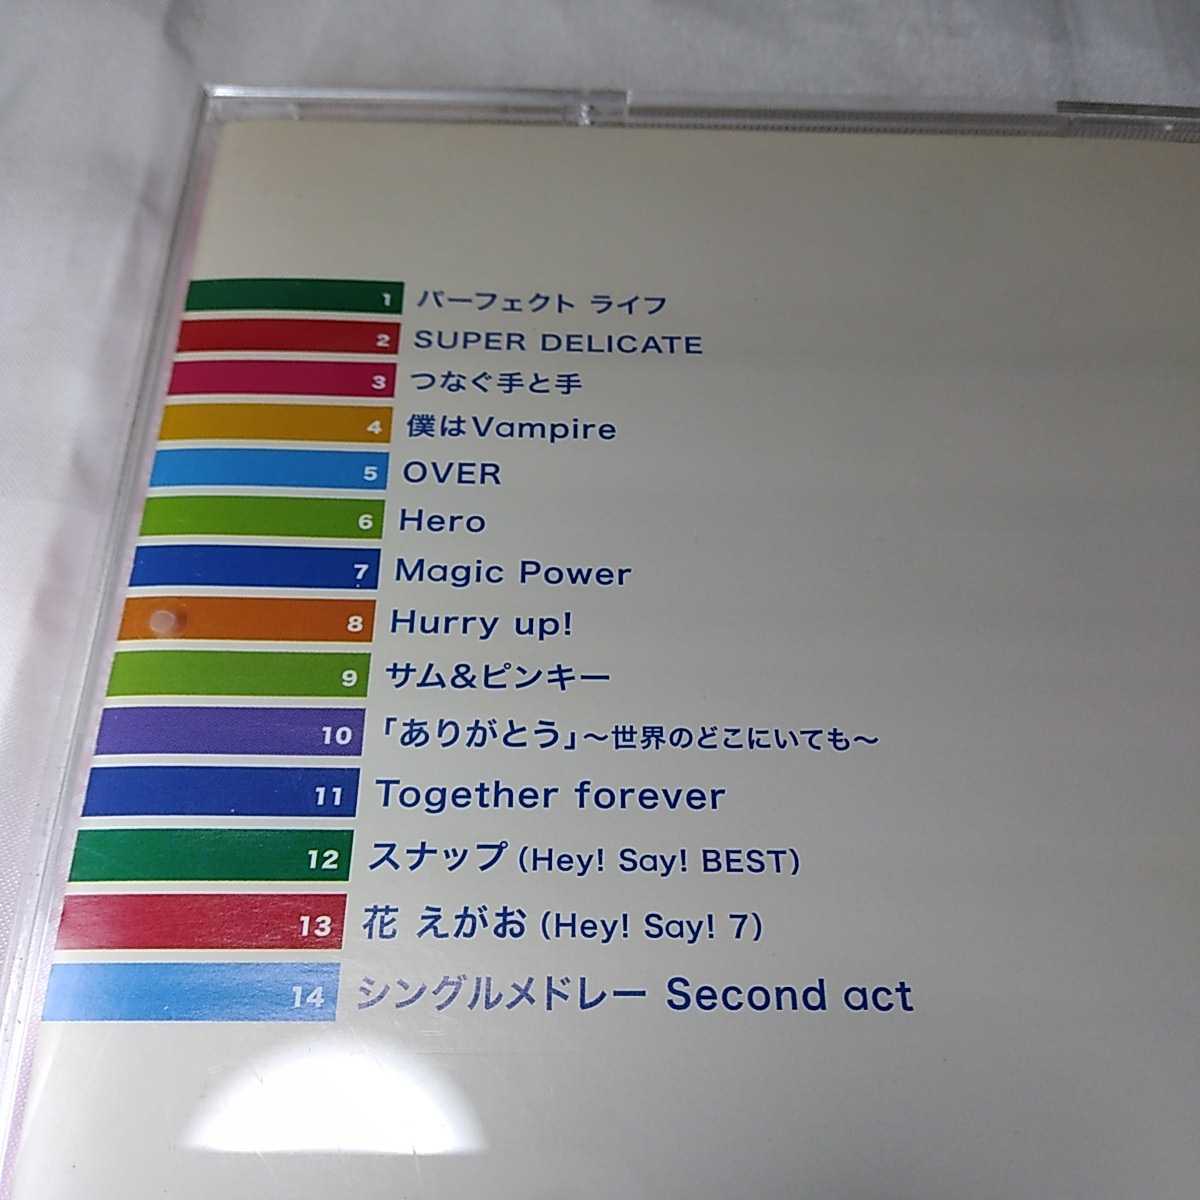 1 パーフェクト ライフ
2 SUPER DELICATE
3 つなぐ手と手
4 僕はVampire
5 OVER
6 Hero
7 Magic Power
8 Hurry up!
9 サム&ピンキー
10 「ありがとう」～世界のどこにいても～
11 Together forever
12 スナップ (Hey! Say! BEST)
13 花 えがお (Hey! Say! 7)
14 シングルメドレー Second act